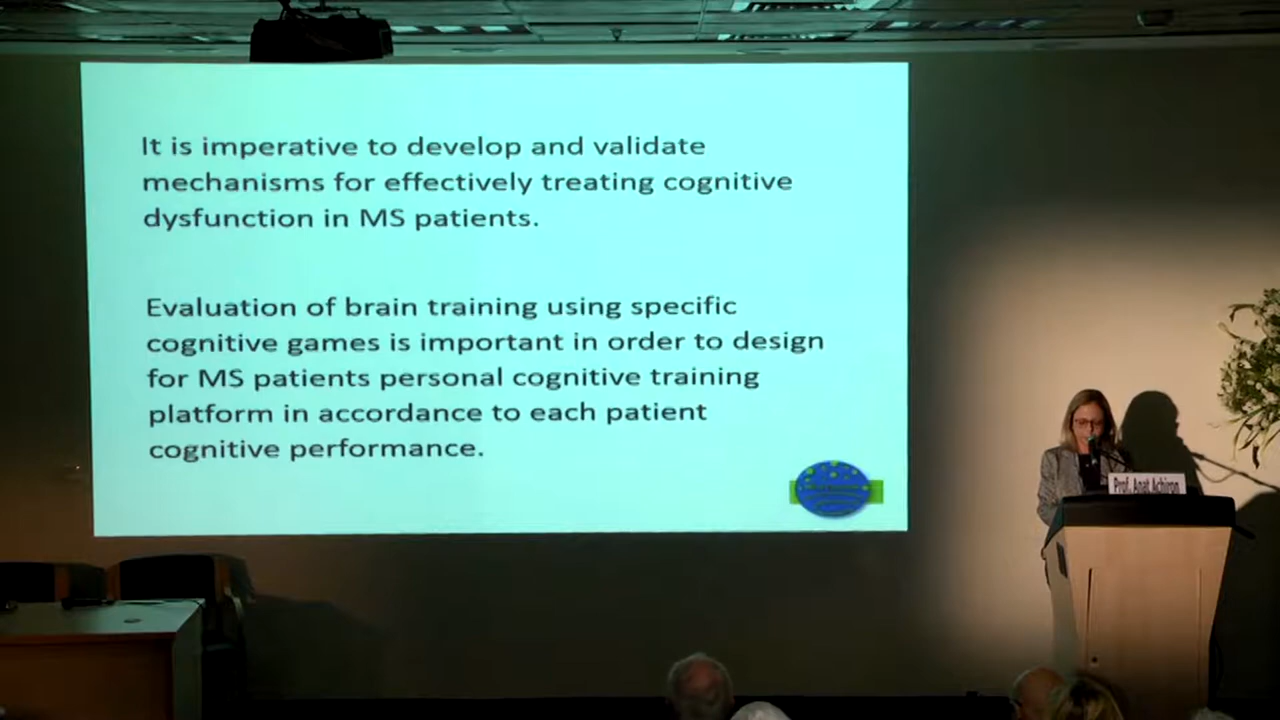 It is imperative to develop and validate
mechanisms for effectively treating cognitive
dysfunction in MS patients.
Evaluation of brain training using specific
cognitive games is important in order to design
for MS patients personal cognitive training
platform in accordance to each patient
cognitive performance.
Prof. Anat Achiron